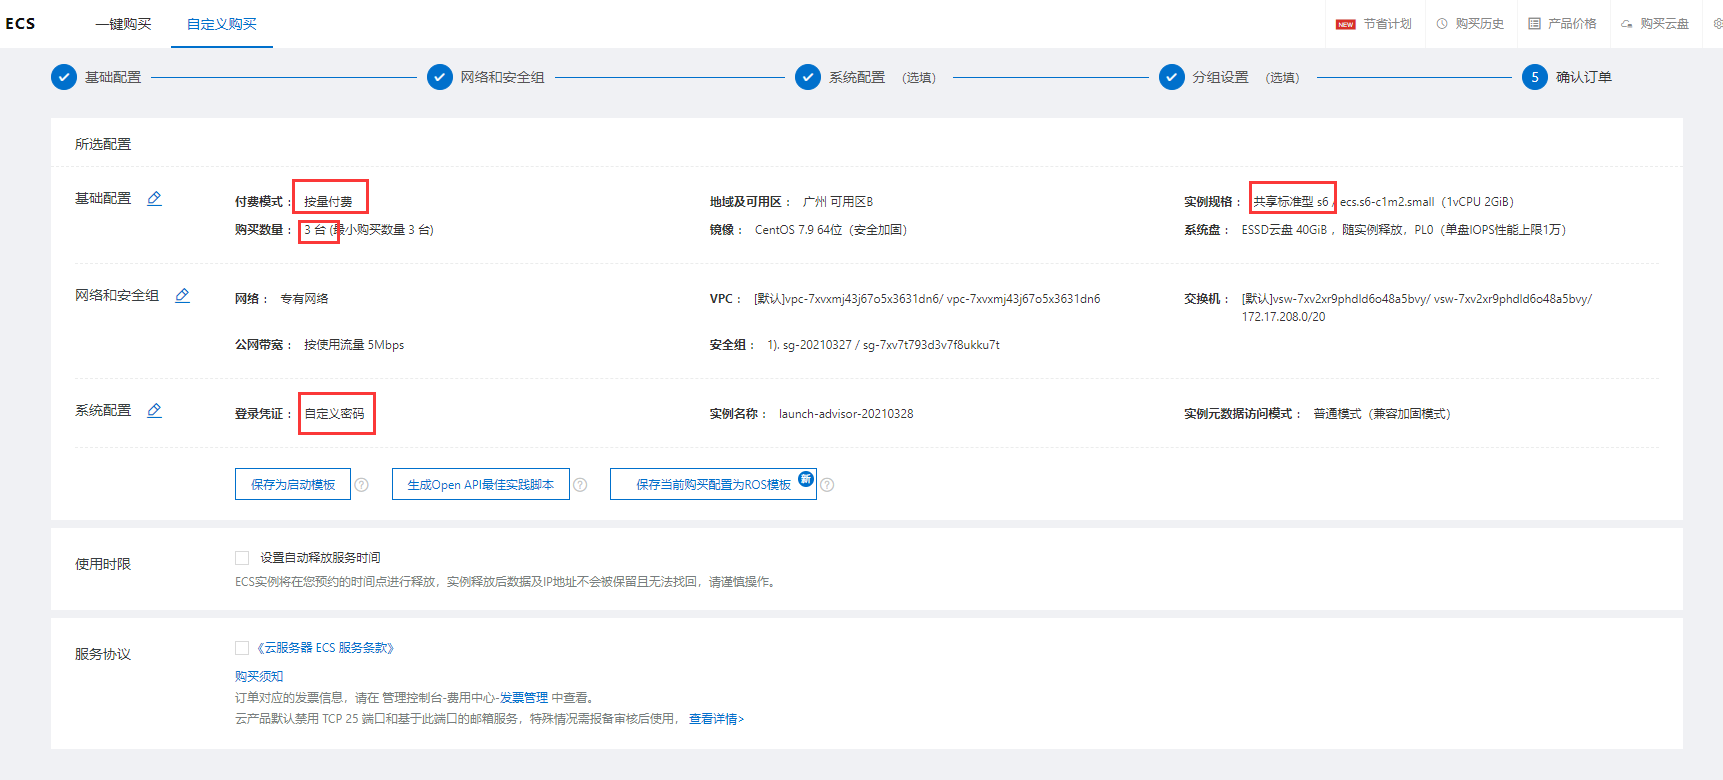 ECS 一键购买 自定义购买 NEW 节省计划 购买历史 产品价格 购买云盘
基础配置 网络和安全组 系统配置 (选填) 分组设置 (选填) 5 确认订单
所选配置
基础配置 付费模式： 按量付费 地域及可用区： 广州 可用区B 实例规格： 共享标准型 s6 / ecs.s6-c1m2.small（1vCPU 2GiB）
购买数量： 3 台 (最小购买数量 3 台) 镜像： CentOS 7.9 64位（安全加固） 系统盘： ESSD云盘 40GiB ，随实例释放，PL0（单盘IOPS性能上限1万）
网络和安全组 网络： 专有网络 VPC： [默认]vpc-7xvxmj43j67o5x3631dn6/ vpc-7xvxmj43j67o5x3631dn6 交换机： [默认]vsw-7xv2xr9phdld6o48a5bvy/ vsw-7xv2xr9phdld6o48a5bvy/
172.17.208.0/20
公网带宽： 按使用流量 5Mbps 安全组： 1). sg-20210327 / sg-7xv7t793d3v7f8ukku7t
系统配置 登录凭证： 自定义密码 实例名称： launch-advisor-20210328 实例元数据访问模式： 普通模式（兼容加固模式）
保存为启动模板 ? 生成Open API最佳实践脚本 ? 保存当前购买配置为ROS模板 新 ?
使用时限 设置自动释放服务时间
ECS实例将在您预约的时间点进行释放，实例释放后数据及IP地址不会被保留且无法找回，请谨慎操作。
服务协议 《云服务器 ECS 服务条款》
购买须知
订单对应的发票信息，请在 管理控制台-费用中心-发票管理 中查看。
云产品默认禁用 TCP 25 端口和基于此端口的邮箱服务，特殊情况需报备审核后使用， 查看详情>